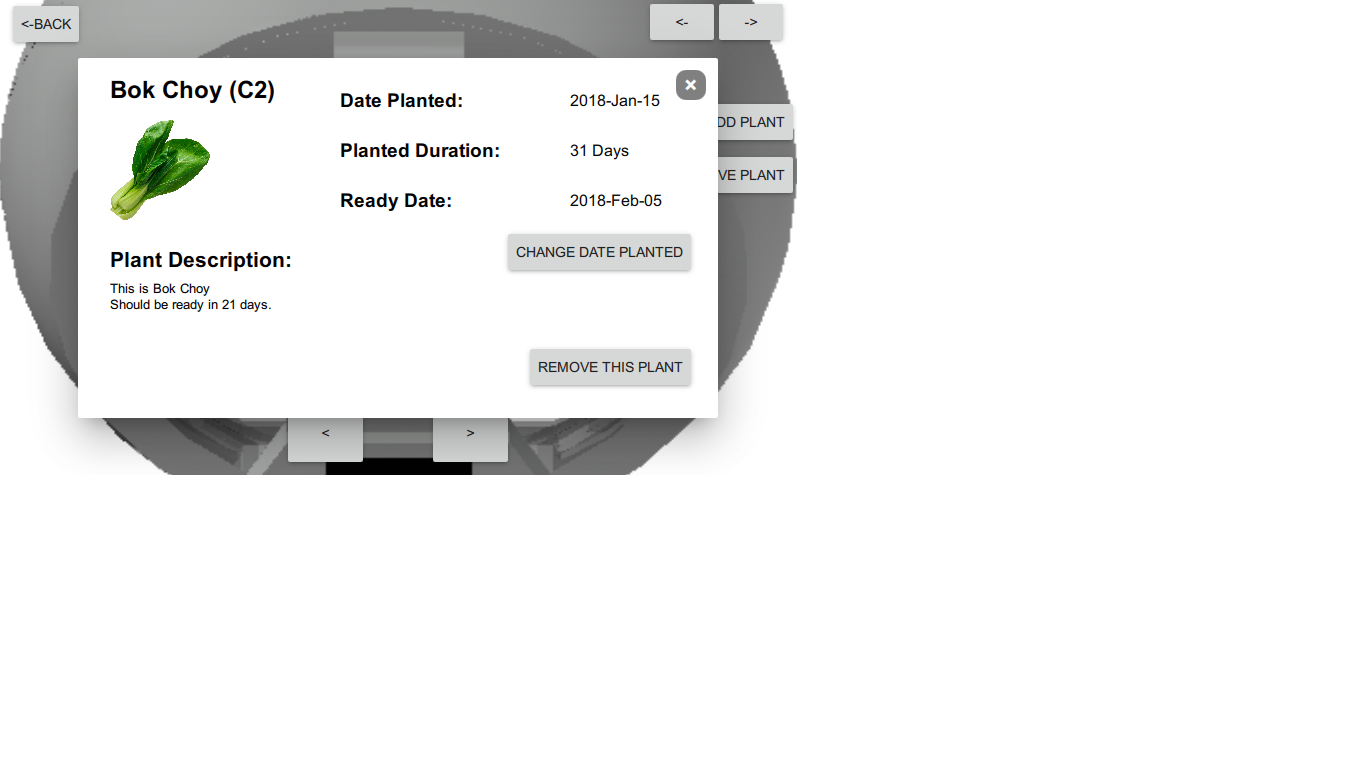 <-BACK
<-
->
Bok Choy (C2)
Date Planted:
2018-Jan-15
DD PLANT
Planted Duration:
31 Days
VE PLANT
Ready Date:
2018-Feb-05
CHANGE DATE PLANTED
Plant Description:
This is Bok Choy
Should be ready in 21 days.
REMOVE THIS PLANT
<
>